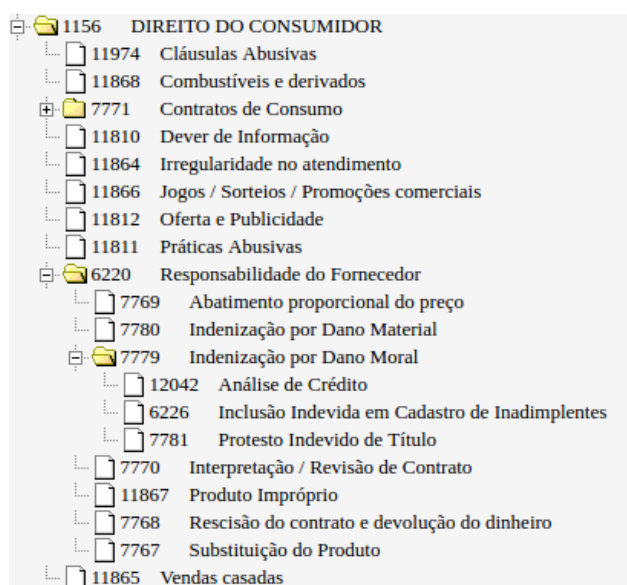 1156 DIREITO DO CONSUMIDOR
11974 Cláusulas Abusivas
11868 Combustíveis e derivados
7771 Contratos de Consumo
11810 Dever de Informação
11864 Irregularidade no atendimento
11866 Jogos / Sorteios / Promoções comerciais
11812 Oferta e Publicidade
11811 Práticas Abusivas
6220 Responsabilidade do Fornecedor
7769 Abatimento proporcional do preço
7780 Indenização por Dano Material
7779 Indenização por Dano Moral
12042 Análise de Crédito
6226 Inclusão Indevida em Cadastro de Inadimplentes
7781 Protesto Indevido de Título
7770 Interpretação / Revisão de Contrato
11867 Produto Impróprio
7768 Rescisão do contrato e devolução do dinheiro
7767 Substituição do Produto
11865 Vendas casadas